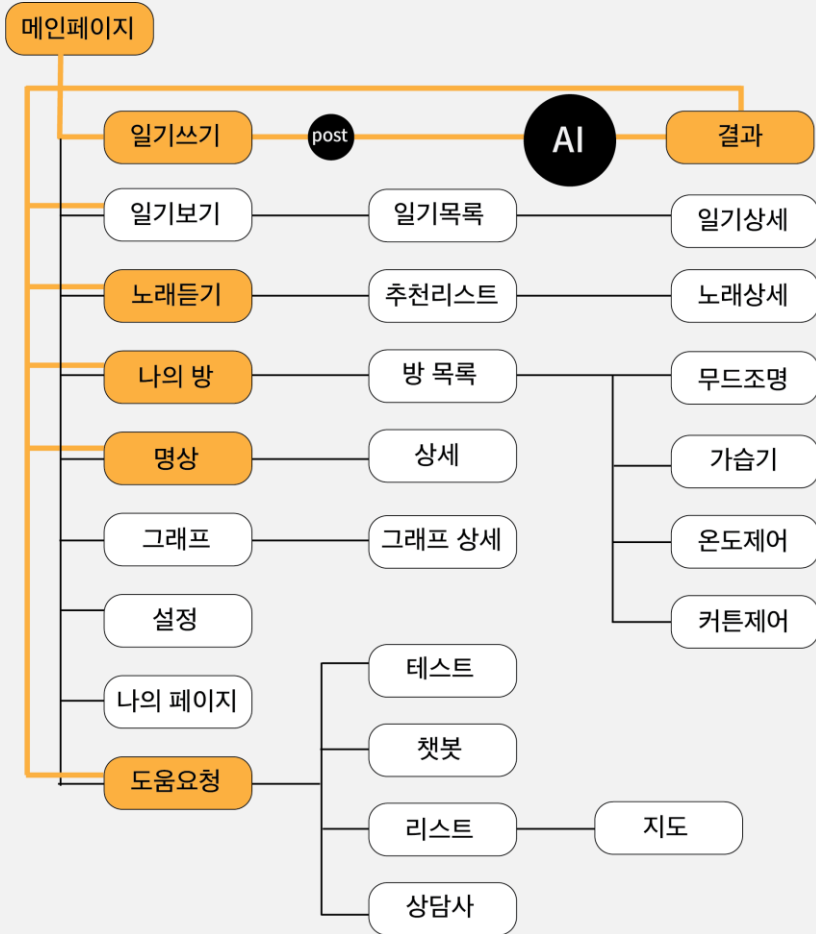 메인페이지
일기쓰기
post
AI
결과
일기보기
일기목록
일기상세
노래듣기
추천리스트
노래상세
나의 방
방 목록
무드조명
명상
상세
가습기
그래프
그래프 상세
온도제어
설정
커튼제어
나의 페이지
테스트
챗봇
도움요청
리스트
지도
상담사